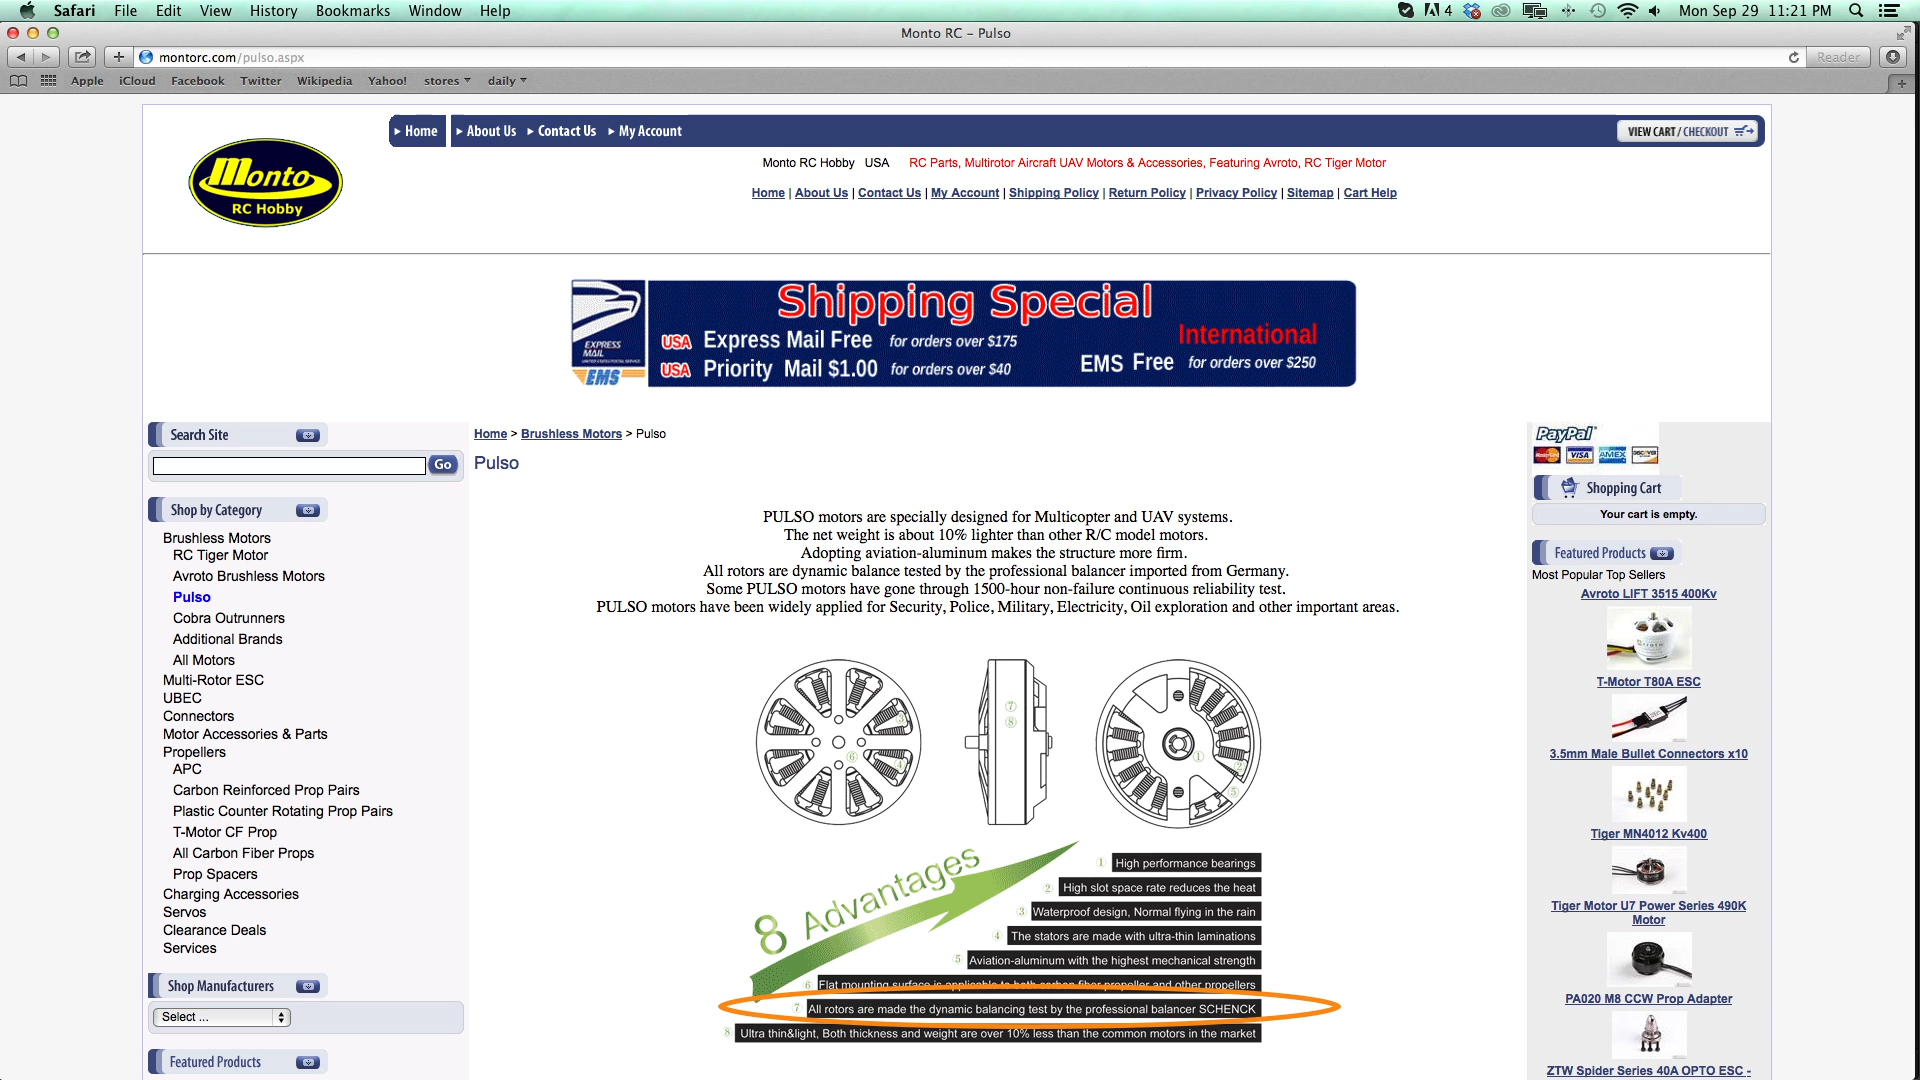 Safari File Edit View History Bookmarks Window Help
4 Mon Sep 29 11:21 PM
Monto RC – Pulso
montorc.com/pulso.aspx
Reader
Apple iCloud Facebook Twitter Wikipedia Yahoo! stores daily
Home About Us Contact Us My Account
VIEW CART / CHECKOUT
Monto
RC Hobby
Monto RC Hobby USA RC Parts, Multirotor Aircraft UAV Motors & Accessories, Featuring Avroto, RC Tiger Motor
Home | About Us | Contact Us | My Account | Shipping Policy | Return Policy | Privacy Policy | Sitemap | Cart Help
Shipping Special
EXPRESS
MAIL
UNITED STATES POSTAL SERVICE
EMS
USA Express Mail Free for orders over $175
USA Priority Mail $1.00 for orders over $40
International
EMS Free for orders over $250
Search Site
Go
Shop by Category
Brushless Motors
RC Tiger Motor
Avroto Brushless Motors
Pulso
Cobra Outrunners
Additional Brands
All Motors
Multi-Rotor ESC
UBEC
Connectors
Motor Accessories & Parts
Propellers
APC
Carbon Reinforced Prop Pairs
Plastic Counter Rotating Prop Pairs
T-Motor CF Prop
All Carbon Fiber Props
Prop Spacers
Charging Accessories
Servos
Clearance Deals
Services
Shop Manufacturers
Select ...
Featured Products
Home > Brushless Motors > Pulso
Pulso
PULSO motors are specially designed for Multicopter and UAV systems.
The net weight is about 10% lighter than other R/C model motors.
Adopting aviation-aluminum makes the structure more firm.
All rotors are dynamic balance tested by the professional balancer imported from Germany.
Some PULSO motors have gone through 1500-hour non-failure continuous reliability test.
PULSO motors have been widely applied for Security, Police, Military, Electricity, Oil exploration and other important areas.
3
6
4
7
8
1
2
5
8 Advantages
1 High performance bearings
2 High slot space rate reduces the heat
3 Waterproof design, Normal flying in the rain
4 The stators are made with ultra-thin laminations
5 Aviation-aluminum with the highest mechanical strength
6 Flat mounting surface is applicable to both carbon fiber propeller and other propellers
7 All rotors are made the dynamic balancing test by the professional balancer SCHENCK
8 Ultra thin&light, Both thickness and weight are over 10% less than the common motors in the market
PayPal
MasterCard VISA AMEX DISCOVER
Shopping Cart
Your cart is empty.
Featured Products
Most Popular Top Sellers
Avroto LIFT 3515 400Kv
T-Motor T80A ESC
3.5mm Male Bullet Connectors x10
Tiger MN4012 Kv400
Tiger Motor U7 Power Series 490K
Motor
PA020 M8 CCW Prop Adapter
ZTW Spider Series 40A OPTO ESC -